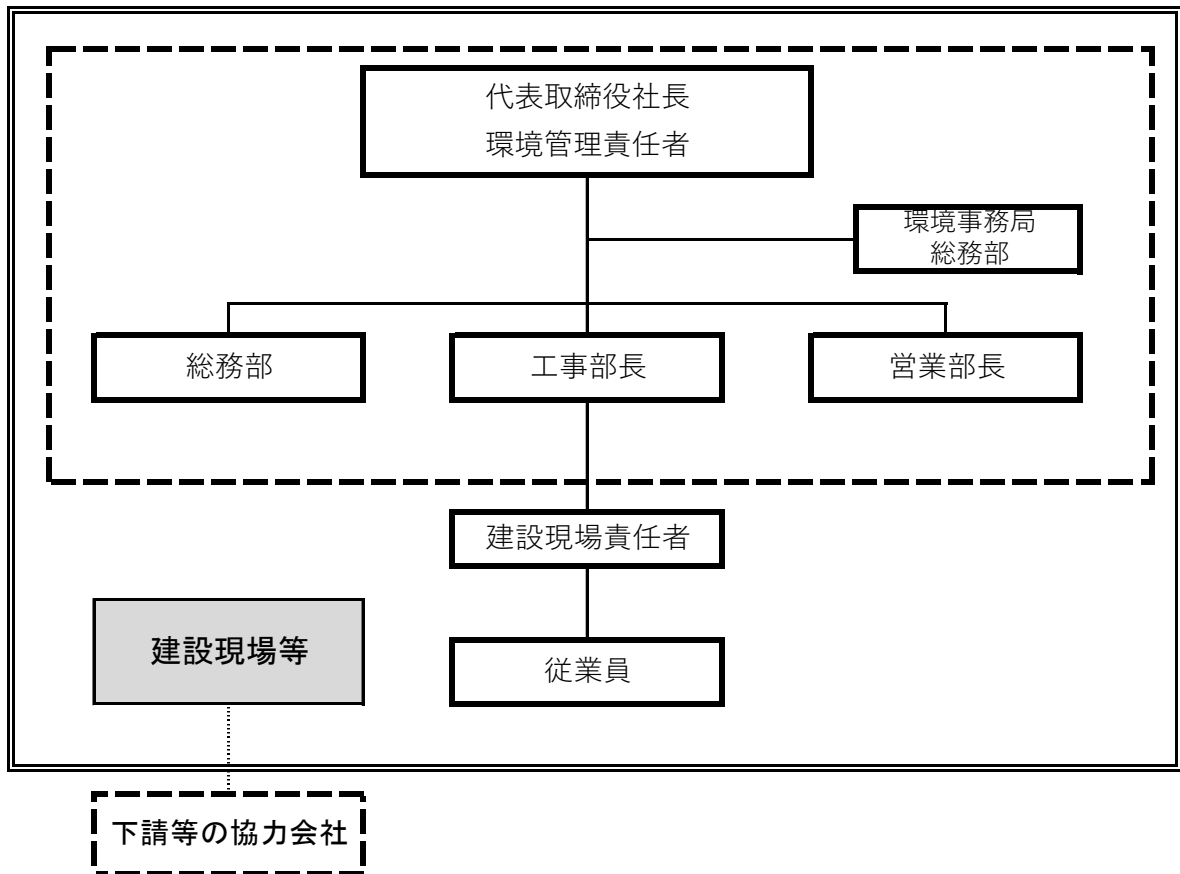 代表取締役社長
環境管理責任者
環境事務局
総務部
総務部
工事部長
営業部長
建設現場責任者
建設現場等
従業員
下請等の協力会社